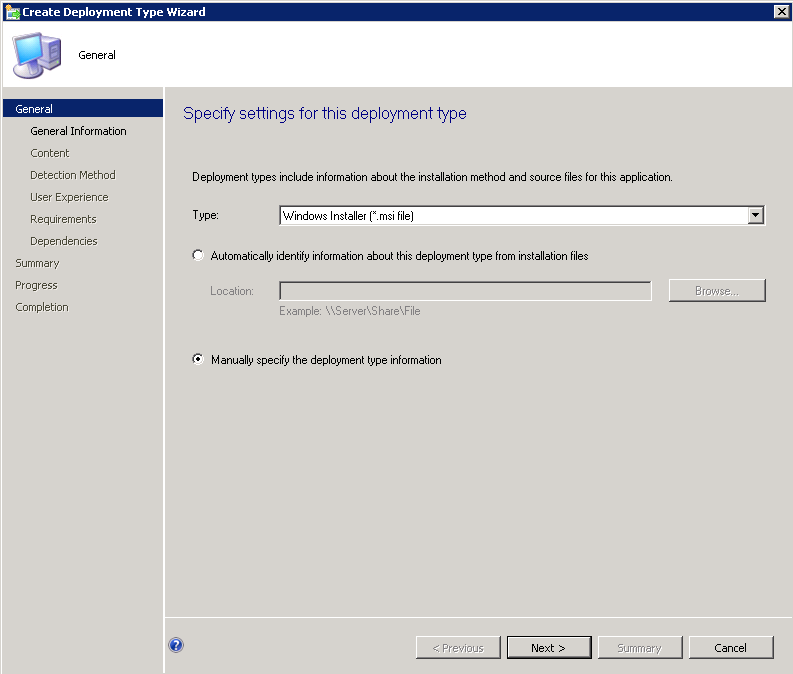 Create Deployment Type Wizard
General
General
General Information
Content
Detection Method
User Experience
Requirements
Dependencies
Summary
Progress
Completion
Specify settings for this deployment type
Deployment types include information about the installation method and source files for this application.
Type: Windows Installer (*.msi file)
Automatically identify information about this deployment type from installation files
Location: Browse...
Example: \\Server\Share\File
Manually specify the deployment type information
? < Previous Next > Summary Cancel